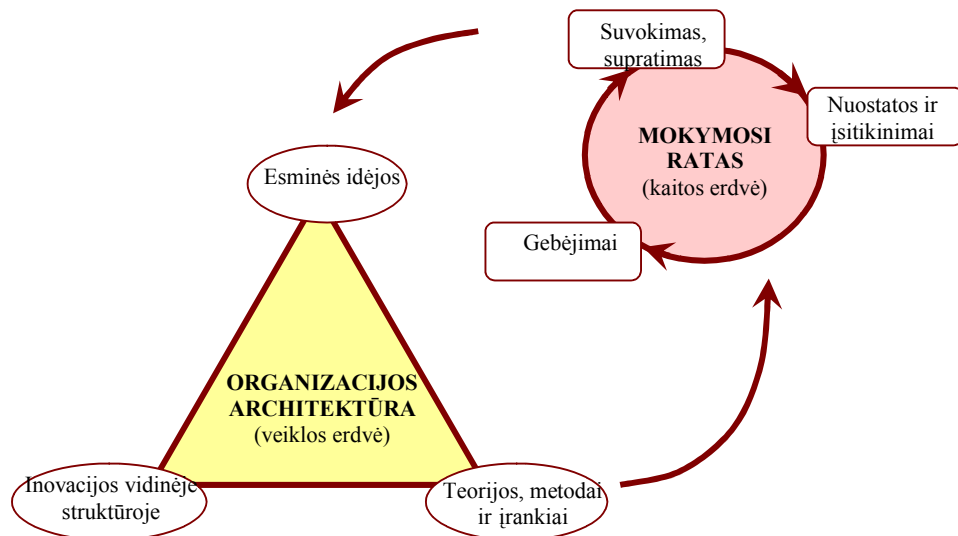 Suvokimas,
supratimas
Nuostatos ir
įsitikinimai
MOKYMOSI
RATAS
(kaitos erdvė)
Gebėjimai
Esminės idėjos
ORGANIZACIJOS
ARCHITEKTŪRA
(veiklos erdvė)
Inovacijos vidinėje
struktūroje
Teorijos, metodai
ir įrankiai